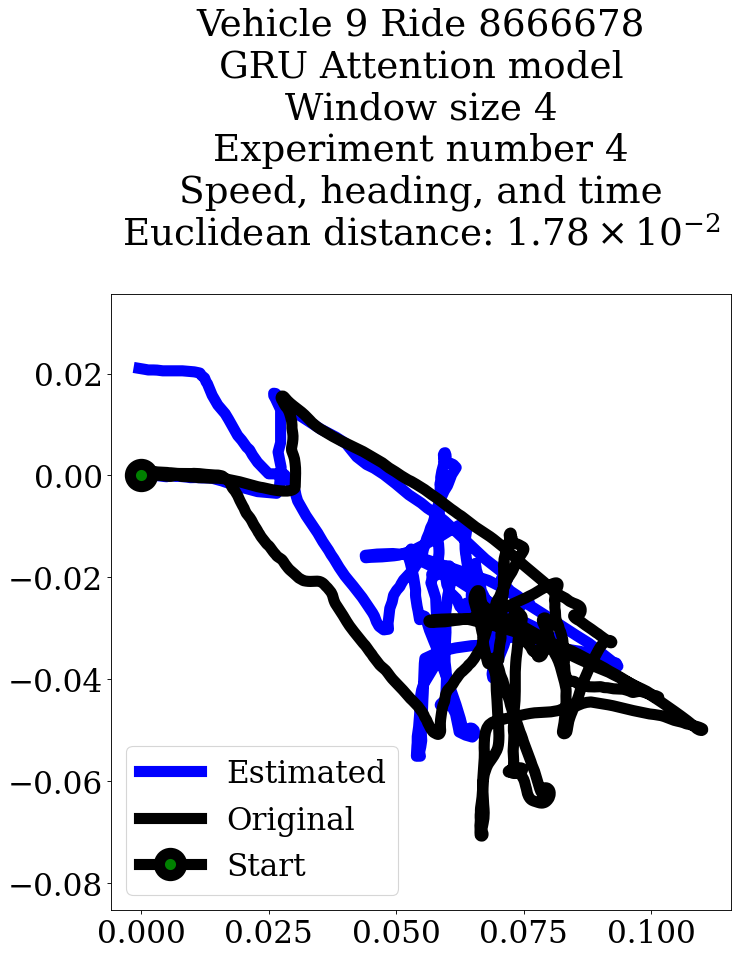 Vehicle 9 Ride 8666678
GRU Attention model
Window size 4
Experiment number 4
Speed, heading, and time
Euclidean distance: 1.78 × 10⁻²
0.02
0.00
−0.02
−0.04
−0.06
−0.08
Estimated
Original
Start
0.000 0.025 0.050 0.075 0.100